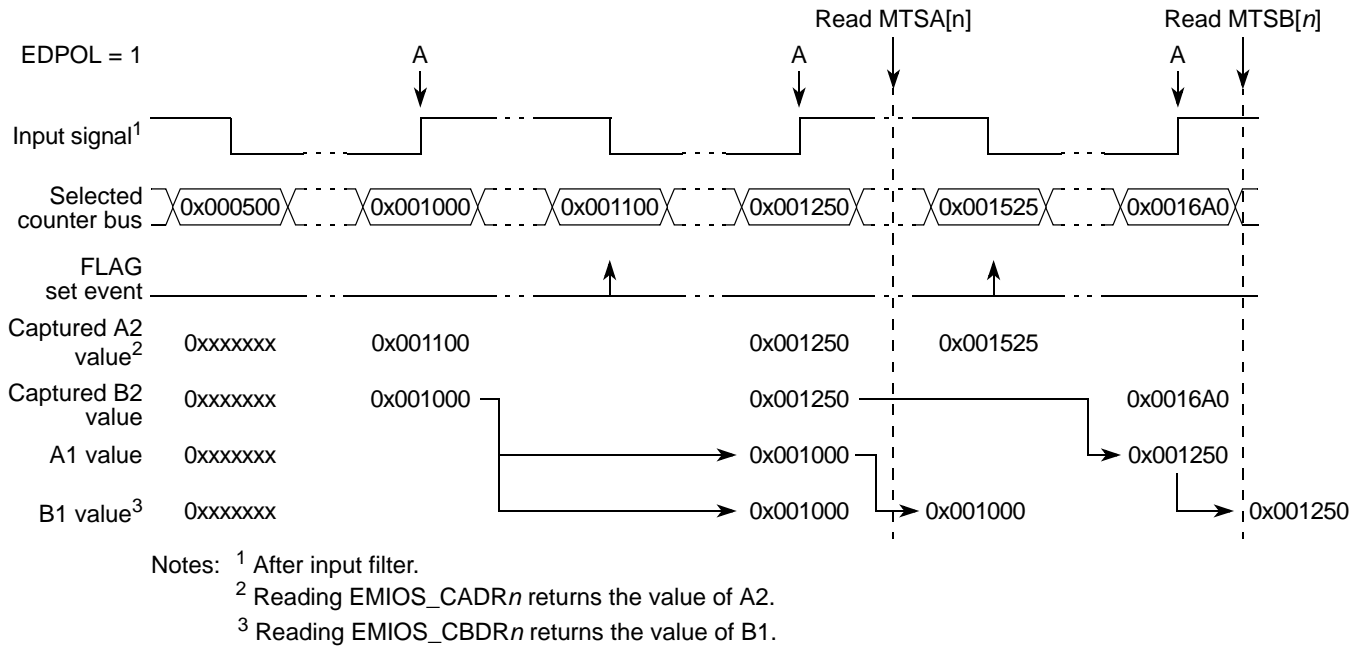 Read MTSA[n] Read MTSB[n]
EDPOL = 1 A A A
Input signal1
Selected
counter bus 0x000500 0x001000 0x001100 0x001250 0x001525 0x0016A0
FLAG
set event
Captured A2
value2 0xxxxxxx 0x001100 0x001250 0x001525
Captured B2
value 0xxxxxxx 0x001000 0x001250 0x0016A0
A1 value 0xxxxxxx 0x001000 0x001250
B1 value3 0xxxxxxx 0x001000 0x001000 0x001250
Notes: 1 After input filter.
2 Reading EMIOS_CADRn returns the value of A2.
3 Reading EMIOS_CBDRn returns the value of B1.